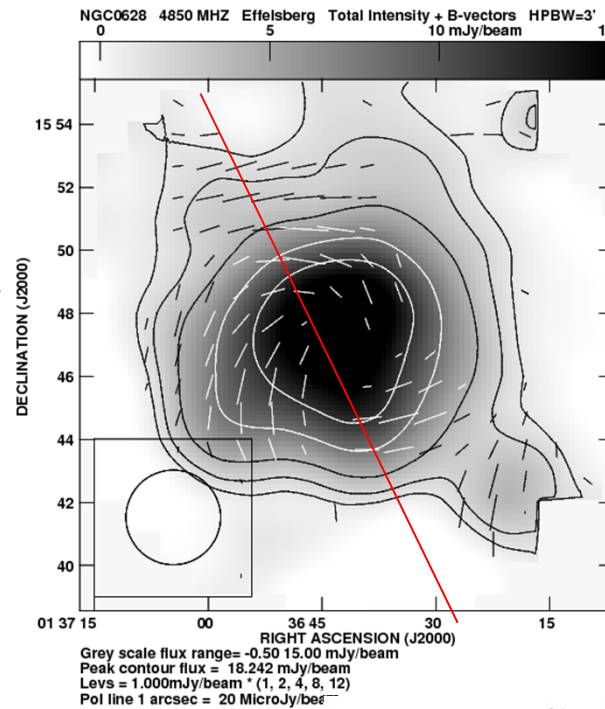 NGC0628 4850 MHZ Effelsberg Total Intensity + B-vectors HPBW=3'
0 5 10 mJy/beam 1
15 54
52
50
48
46
44
42
40
DECLINATION (J2000)
01 37 15 00 36 45 30 15
RIGHT ASCENSION (J2000)
Grey scale flux range= -0.50 15.00 mJy/beam
Peak contour flux = 18.242 mJy/beam
Levs = 1.000mJy/beam * (1, 2, 4, 8, 12)
Pol line 1 arcsec = 20 MicroJy/bea